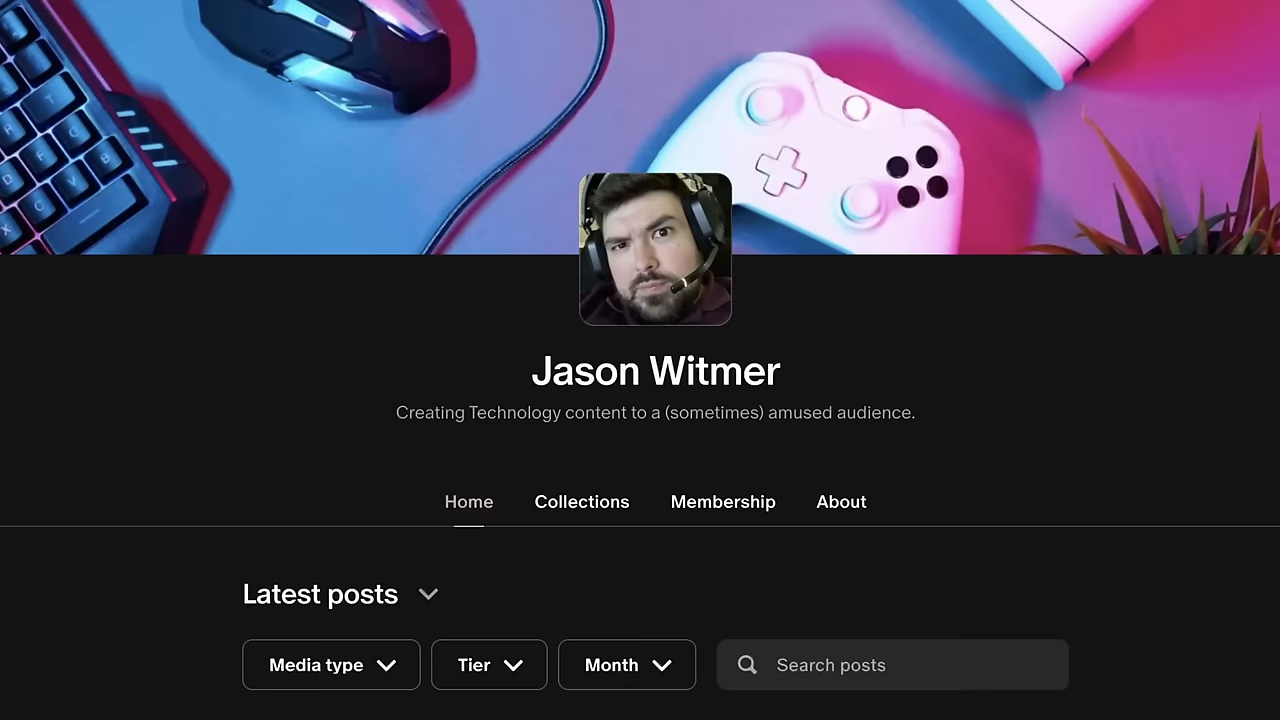 T
R
G
F
B
D
V
C
X
Jason Witmer
Creating Technology content to a (sometimes) amused audience.
Home Collections Membership About
Latest posts
Media type Tier Month Search posts